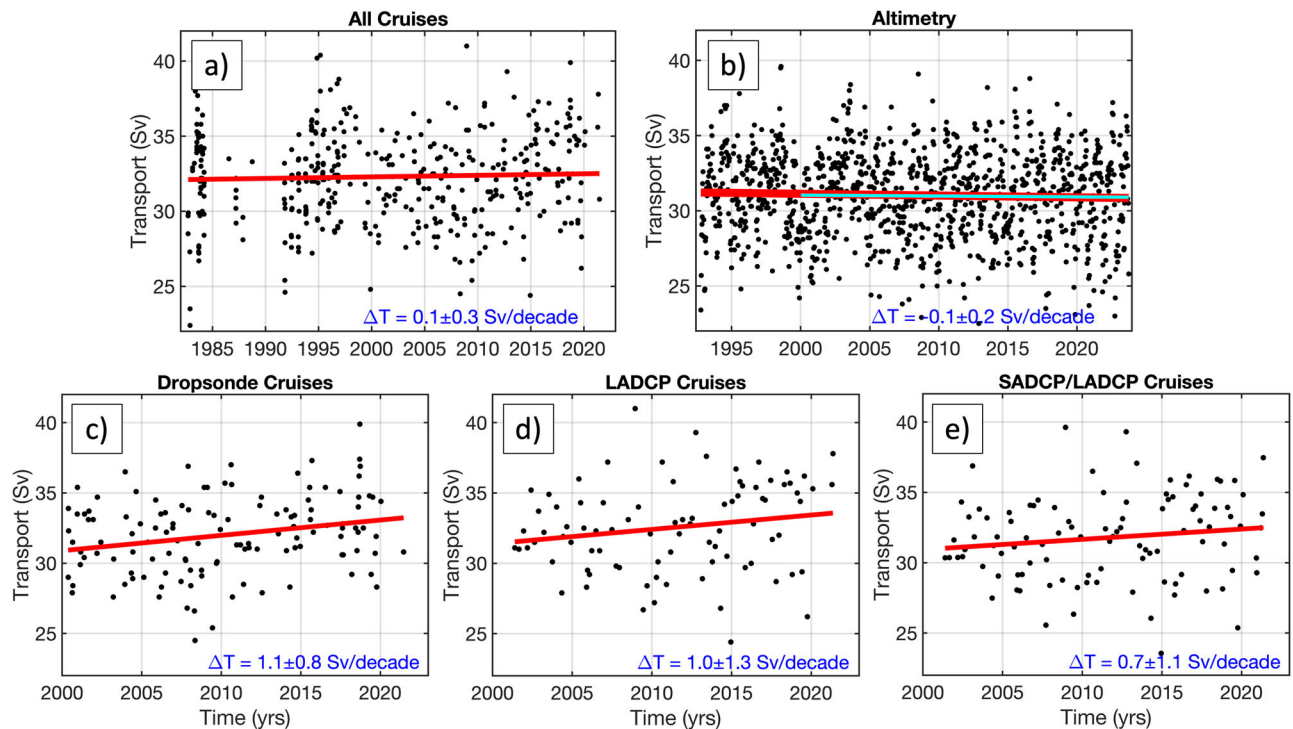 All Cruises
a)
Transport (Sv)
40
35
30
25
ΔT = 0.1±0.3 Sv/decade
1985 1990 1995 2000 2005 2010 2015 2020
Altimetry
b)
Transport (Sv)
40
35
30
25
ΔT = -0.1±0.2 Sv/decade
1995 2000 2005 2010 2015 2020
Dropsonde Cruises
c)
Transport (Sv)
40
35
30
25
ΔT = 1.1±0.8 Sv/decade
2000 2005 2010 2015 2020
Time (yrs)
LADCP Cruises
d)
Transport (Sv)
40
35
30
25
ΔT = 1.0±1.3 Sv/decade
2000 2005 2010 2015 2020
Time (yrs)
SADCP/LADCP Cruises
e)
Transport (Sv)
40
35
30
25
ΔT = 0.7±1.1 Sv/decade
2000 2005 2010 2015 2020
Time (yrs)